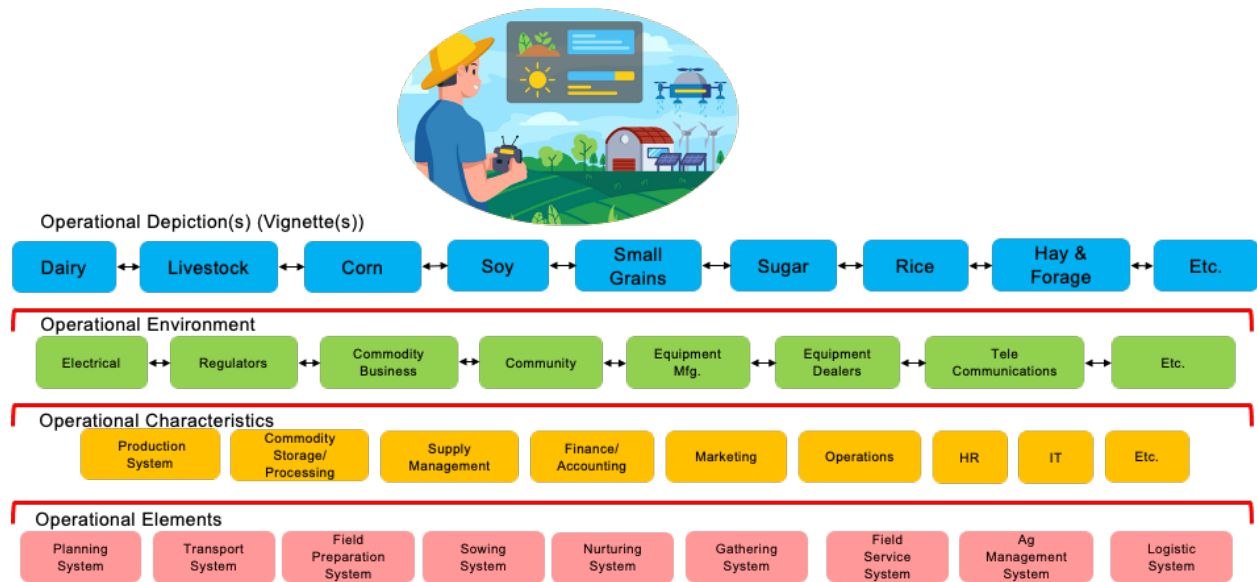 Operational Depiction(s) (Vignette(s))
Dairy
Livestock
Corn
Soy
Small
Grains
Sugar
Rice
Hay &
Forage
Etc.
Operational Environment
Electrical
Regulators
Commodity
Business
Community
Equipment
Mfg.
Equipment
Dealers
Tele
Communications
Etc.
Operational Characteristics
Production
System
Commodity
Storage/
Processing
Supply
Management
Finance/
Accounting
Marketing
Operations
HR
IT
Etc.
Operational Elements
Planning
System
Transport
System
Field
Preparation
System
Sowing
System
Nurturing
System
Gathering
System
Field
Service
System
Ag
Management
System
Logistic
System